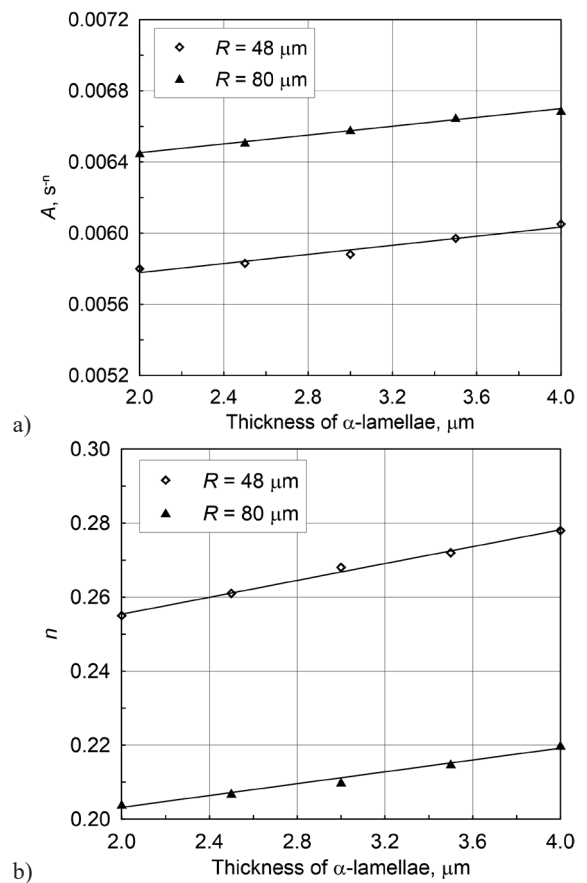 0.0072
R = 48 μm
R = 80 μm
0.0068
0.0064
A, s⁻ⁿ
0.0060
0.0056
0.0052
2.0 2.4 2.8 3.2 3.6 4.0
a)
Thickness of α-lamellae, μm
0.30
R = 48 μm
R = 80 μm
0.28
0.26
n
0.24
0.22
0.20
2.0 2.4 2.8 3.2 3.6 4.0
b)
Thickness of α-lamellae, μm